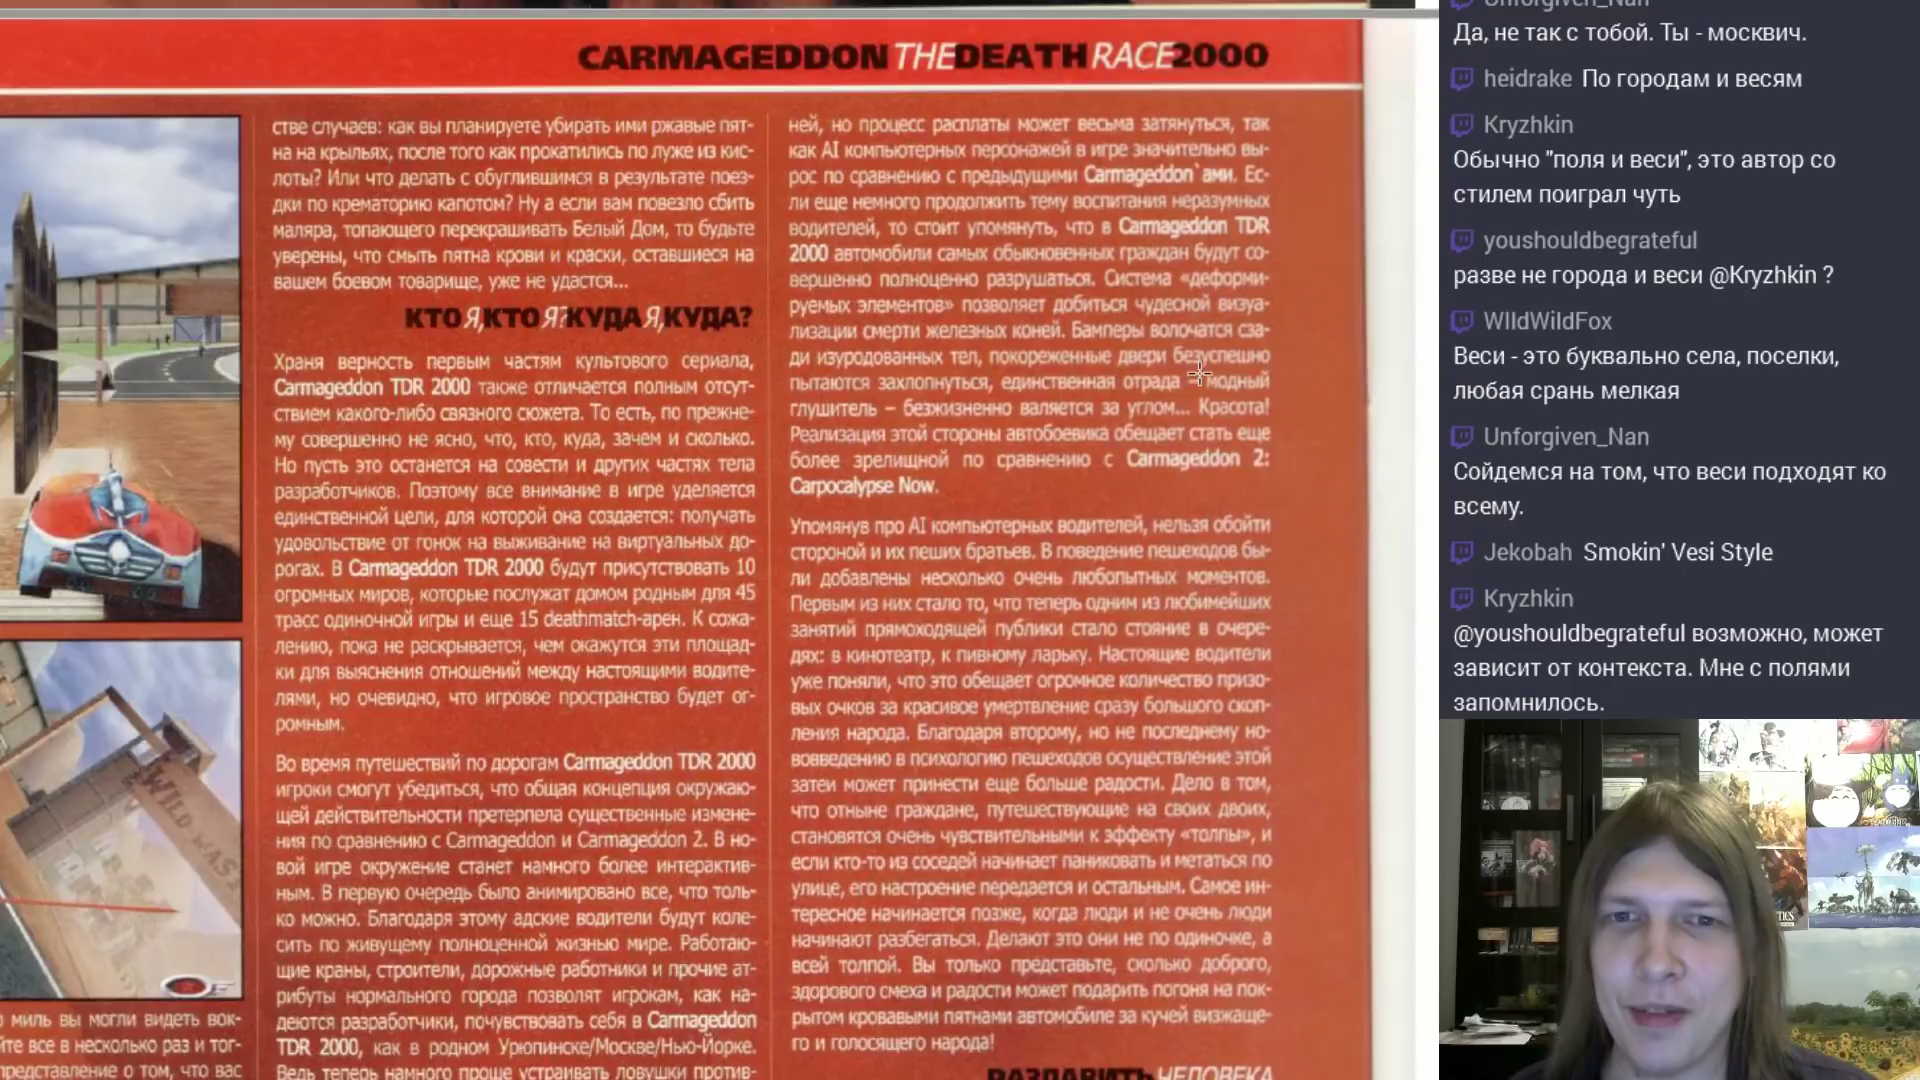 CARMAGEDDON THE DEATH RACE 2000
стве случаев: как вы планируете убирать ими ржавые пят-
на на крыльях, после того как прокатились по луже из кис-
лоты? Или что делать с обуглившимся в результате поез-
дки по крематорию капотом? Ну а если вам повезло сбить
маляра, топающего перекрашивать Белый Дом, то будьте
уверены, что смыть пятна крови и краски, оставшиеся на
вашем боевом товарище, уже не удастся...
КТО Я, КТО Я? КУДА Я, КУДА?
Храня верность первым частям культового сериала,
Carmageddon TDR 2000 также отличается полным отсут-
ствием какого-либо связного сюжета. То есть, по прежне-
му совершенно не ясно, что, кто, куда, зачем и сколько.
Но пусть это останется на совести и других частях тела
разработчиков. Поэтому все внимание в игре уделяется
единственной цели, для которой она создается: получать
удовольствие от гонок на выживание на виртуальных до-
рогах. В Carmageddon TDR 2000 будут присутствовать 10
огромных миров, которые послужат домом родным для 45
трасс одиночной игры и еще 15 deathmatch-арен. К сожа-
лению, пока не раскрывается, чем окажутся эти площад-
ки для выяснения отношений между настоящими водите-
лями, но очевидно, что игровое пространство будет ог-
ромным.
Во время путешествий по дорогам Carmageddon TDR 2000
игроки смогут убедиться, что общая концепция окружаю-
щей действительности претерпела существенные измене-
ния по сравнению с Carmageddon и Carmageddon 2. В но-
вой игре окружение станет намного более интерактив-
ным. В первую очередь было анимировано все, что толь-
ко можно. Благодаря этому адские водители будут коле-
сить по живущему полноценной жизнью мире. Работаю-
щие краны, строители, дорожные работники и прочие ат-
рибуты нормального города позволят игрокам, как на-
деются разработчики, почувствовать себя в Carmageddon
TDR 2000, как в родном Урюпинске/Москве/Нью-Йорке.
Ведь теперь намного проще устраивать ловушки против-
ней, но процесс расплаты может весьма затянуться, так
как AI компьютерных персонажей в игре значительно вы-
рос по сравнению с предыдущими Carmageddon`ами. Ес-
ли еще немного продолжить тему воспитания неразумных
водителей, то стоит упомянуть, что в Carmageddon TDR
2000 автомобили самых обыкновенных граждан будут со-
вершенно полноценно разрушаться. Система «деформи-
руемых элементов» позволяет добиться чудесной визуа-
лизации смерти железных коней. Бамперы волочатся сза-
ди изуродованных тел, покореженные двери безуспешно
пытаются захлопнуться, единственная отрада – модный
глушитель – безжизненно валяется за углом... Красота!
Реализация этой стороны автобоевика обещает стать еще
более зрелищной по сравнению с Carmageddon 2:
Carpocalypse Now.
Упомянув про AI компьютерных водителей, нельзя обойти
стороной и их пеших братьев. В поведение пешеходов бы-
ли добавлены несколько очень любопытных моментов.
Первым из них стало то, что теперь одним из любимейших
занятий прямоходящей публики стало стояние в очере-
дях: в кинотеатр, к пивному ларьку. Настоящие водители
уже поняли, что это обещает огромное количество призо-
вых очков за красивое умертвление сразу большого скоп-
ления народа. Благодаря второму, но не последнему но-
вовведению в психологию пешеходов осуществление этой
затеи может принести еще больше радости. Дело в том,
что отныне граждане, путешествующие на своих двоих,
становятся очень чувствительными к эффекту «толпы», и
если кто-то из соседей начинает паниковать и метаться по
улице, его настроение передается и остальным. Самое ин-
тересное начинается позже, когда люди и не очень люди
начинают разбегаться. Делают это они не по одиночке, а
всей толпой. Вы только представьте, сколько доброго,
здорового смеха и радости может подарить погоня на пок-
рытом кровавыми пятнами автомобиле за кучей визжаще-
го и голосящего народа!
РАЗДАВИТЬ ЧЕЛОВЕКА
WILD WEST
миль вы могли видеть вок-
йте все в несколько раз и тог-
представление о том, что вас
Unforgiven_Nan
Да, не так с тобой. Ты - москвич.
heidrake По городам и весям
Kryzhkin
Обычно "поля и веси", это автор со
стилем поиграл чуть
youshouldbegrateful
разве не города и веси @Kryzhkin ?
WIldWildFox
Веси - это буквально села, поселки,
любая срань мелкая
Unforgiven_Nan
Сойдемся на том, что веси подходят ко
всему.
Jekobah Smokin' Vesi Style
Kryzhkin
@youshouldbegrateful возможно, может
зависит от контекста. Мне с полями
запомнилось.